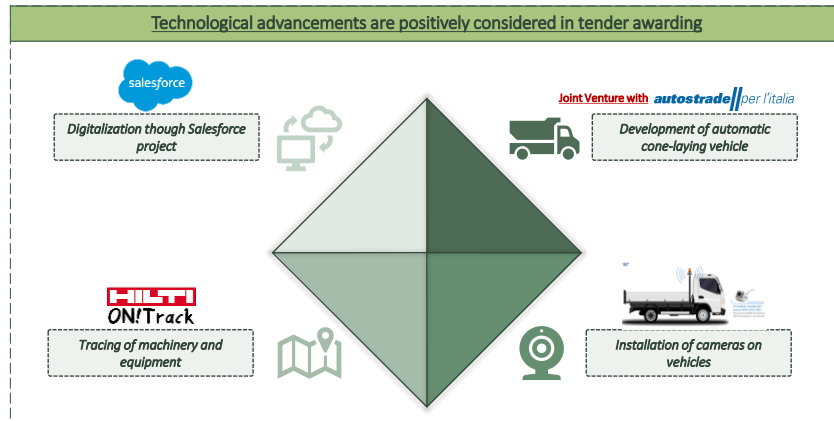 Technological advancements are positively considered in tender awarding
salesforce
Digitalization though Salesforce
project
Joint Venture with autostrade//per l'italia
Development of automatic
cone-laying vehicle
HILTI
ON!Track
Tracing of machinery and
equipment
Installation of cameras on
vehicles